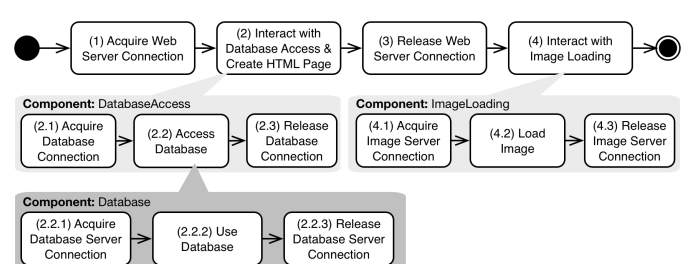 (1) Acquire Web
Server Connection
(2) Interact with
Database Access &
Create HTML Page
(3) Release Web
Server Connection
(4) Interact with
Image Loading
Component: DatabaseAccess
(2.1) Acquire
Database
Connection
(2.2) Access
Database
(2.3) Release
Database
Connection
Component: ImageLoading
(4.1) Acquire
Image Server
Connection
(4.2) Load
Image
(4.3) Release
Image Server
Connection
Component: Database
(2.2.1) Acquire
Database Server
Connection
(2.2.2) Use
Database
(2.2.3) Release
Database Server
Connection